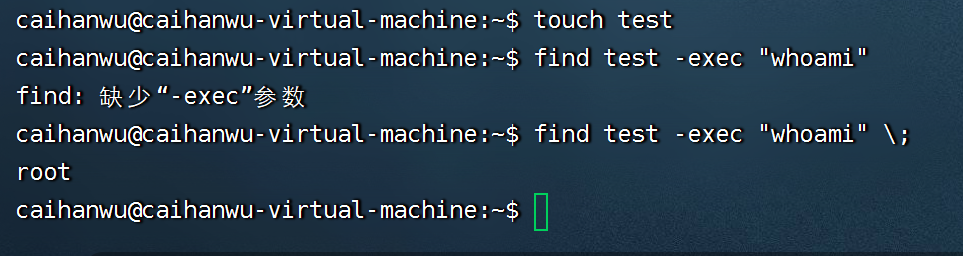 caihanwu@caihanwu-virtual-machine:~$ touch test
caihanwu@caihanwu-virtual-machine:~$ find test -exec "whoami"
find: 缺少“-exec”参数
caihanwu@caihanwu-virtual-machine:~$ find test -exec "whoami" \;
root
caihanwu@caihanwu-virtual-machine:~$